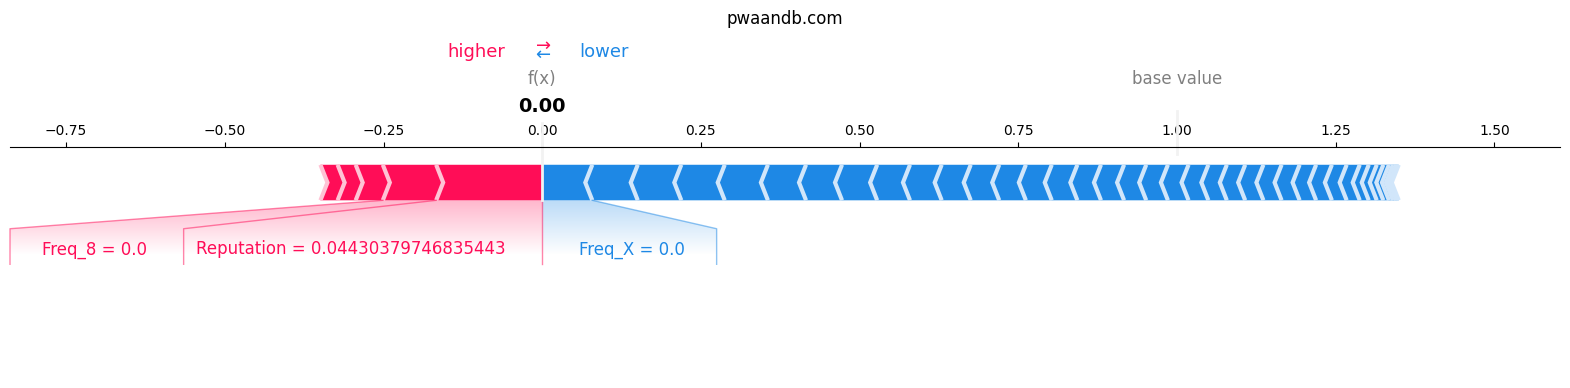 pwaandb.com
higher ⇄ lower
f(x) base value
0.00
−0.75 −0.50 −0.25 0.00 0.25 0.50 0.75 1.00 1.25 1.50
Freq_8 = 0.0 Reputation = 0.04430379746835443 Freq_X = 0.0